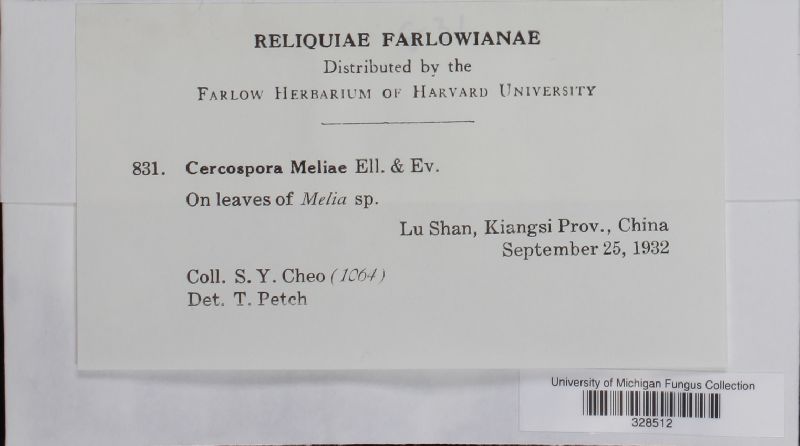 RELIQUIAE FARLOWIANAE
Distributed by the
FARLOW HERBARIUM OF HARVARD UNIVERSITY
831. Cercospora Meliae Ell. & Ev.
On leaves of Melia sp.
Lu Shan, Kiangsi Prov., China
September 25, 1932
Coll. S. Y. Cheo (1064)
Det. T. Petch
University of Michigan Fungus Collection
328512